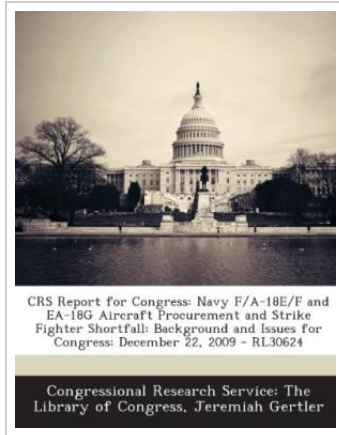 CRS Report for Congress: Navy F/A-18E/F and
EA-18G Aircraft Procurement and Strike
Fighter Shortfall: Background and Issues for
Congress: December 22, 2009 - RL30624
Congressional Research Service: The
Library of Congress, Jeremiah Gertler